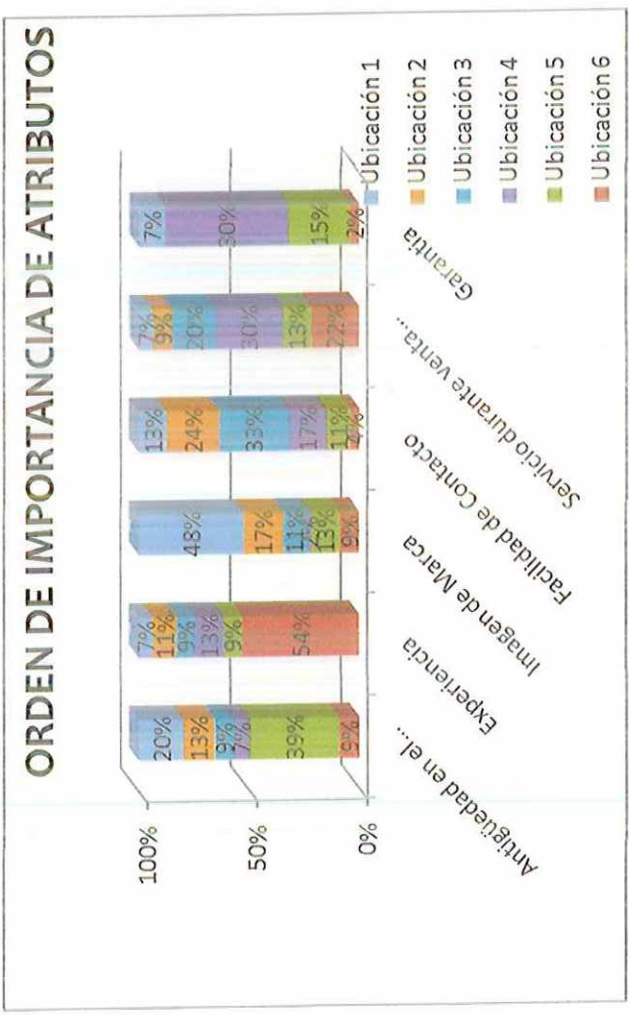 ORDEN DE IMPORTANCIA DE ATRIBUTOS
100%
50%
0%
20%
13%
9%
7%
39%
9%
7%
11%
9%
13%
9%
54%
48%
17%
11%
13%
9%
13%
24%
33%
17%
11%
7%
9%
20%
30%
13%
22%
7%
30%
15%
2%
Antigüedad en el...
Experiencia
Imagen de Marca
Facilidad de Contacto
Servicio durante venta...
Garantía
Ubicación 1
Ubicación 2
Ubicación 3
Ubicación 4
Ubicación 5
Ubicación 6